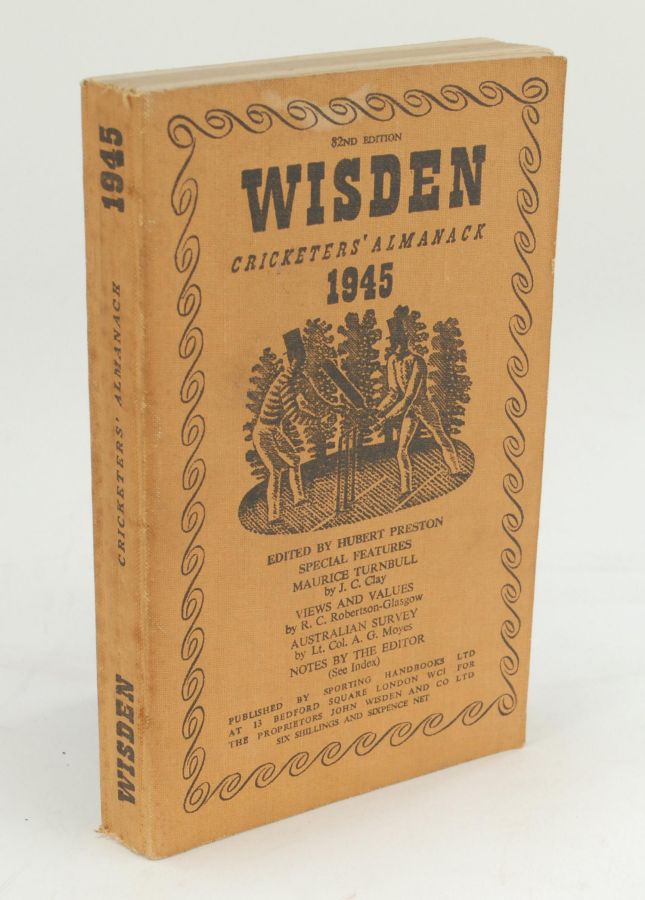 82ND EDITION
WISDEN
CRICKETERS' ALMANACK
1945
EDITED BY HUBERT PRESTON
SPECIAL FEATURES
MAURICE TURNBULL
by J. C. Clay
VIEWS AND VALUES
by R. C. Robertson-Glasgow
AUSTRALIAN SURVEY
by Lt. Col. A. G. Moyes
NOTES BY THE EDITOR
(See Index)
PUBLISHED BY SPORTING HANDBOOKS LTD
AT 13 BEDFORD SQUARE LONDON WC1 FOR
THE PROPRIETORS JOHN WISDEN AND CO LTD
SIX SHILLINGS AND SIXPENCE NET
WISDEN CRICKETERS' ALMANACK 1945